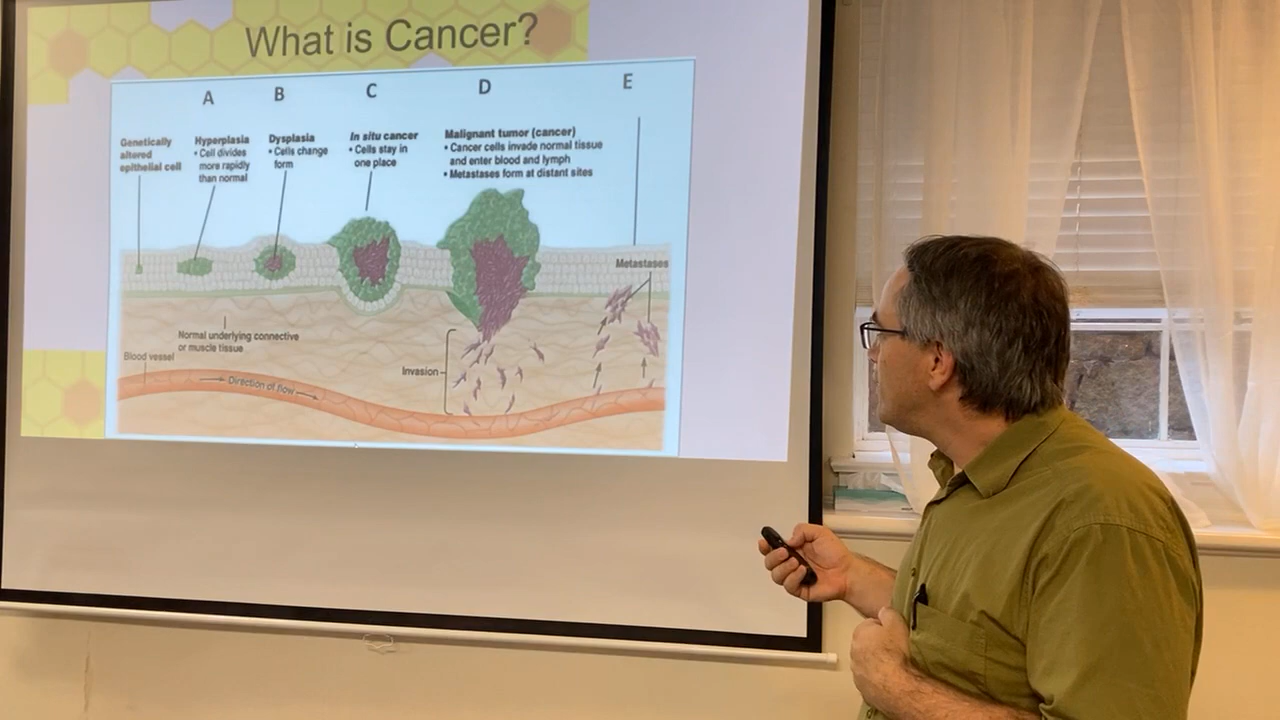 What is Cancer?
A
B
C
D
E
Genetically
altered
epithelial cell
Hyperplasia
• Cell divides
more rapidly
than normal
Dysplasia
• Cells change
form
In situ cancer
• Cells stay in
one place
Malignant tumor (cancer)
• Cancer cells invade normal tissue
and enter blood and lymph
• Metastases form at distant sites
Metastases
Normal underlying connective
or muscle tissue
Blood vessel
Direction of flow
Invasion